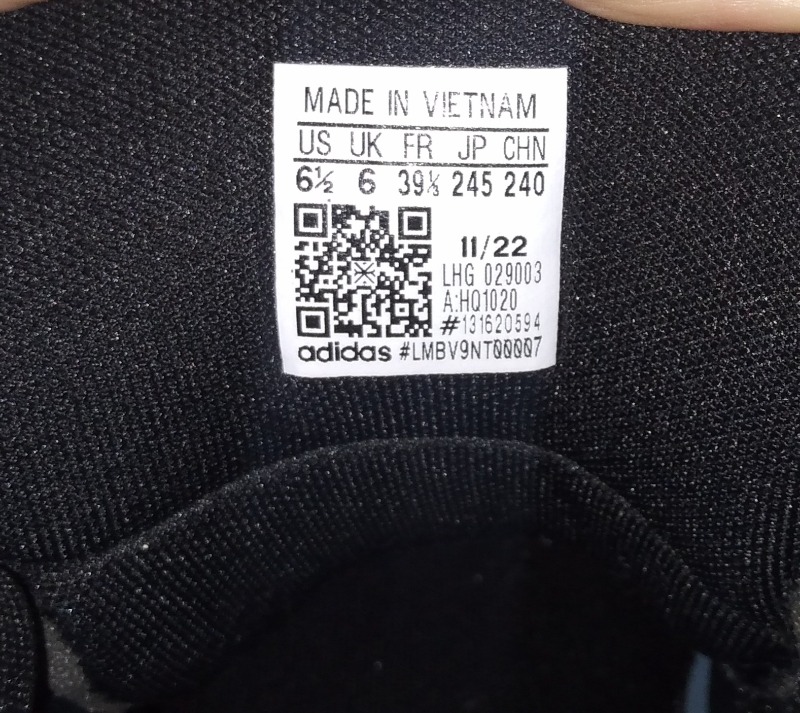 MADE IN VIETNAM
US UK FR JP CHN
6½ 6 39⅓ 245 240
11/22
LHG 029003
A:HQ1020
#131620594
adidas #LMBV9NT00007